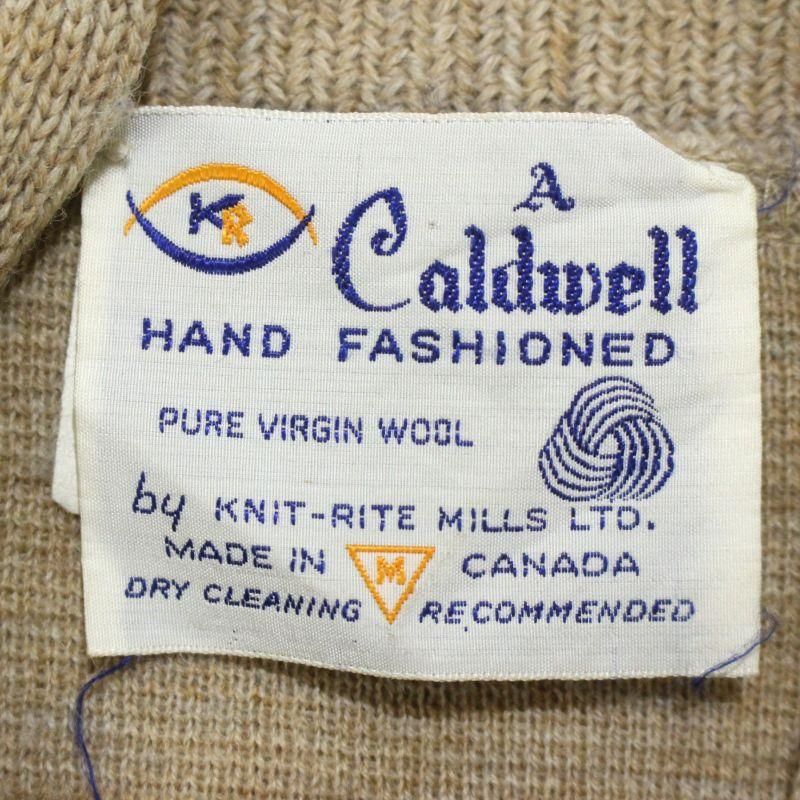 KR
A
Caldwell
HAND FASHIONED
PURE VIRGIN WOOL
by KNIT-RITE MILLS LTD.
MADE IN M CANADA
DRY CLEANING RECOMMENDED